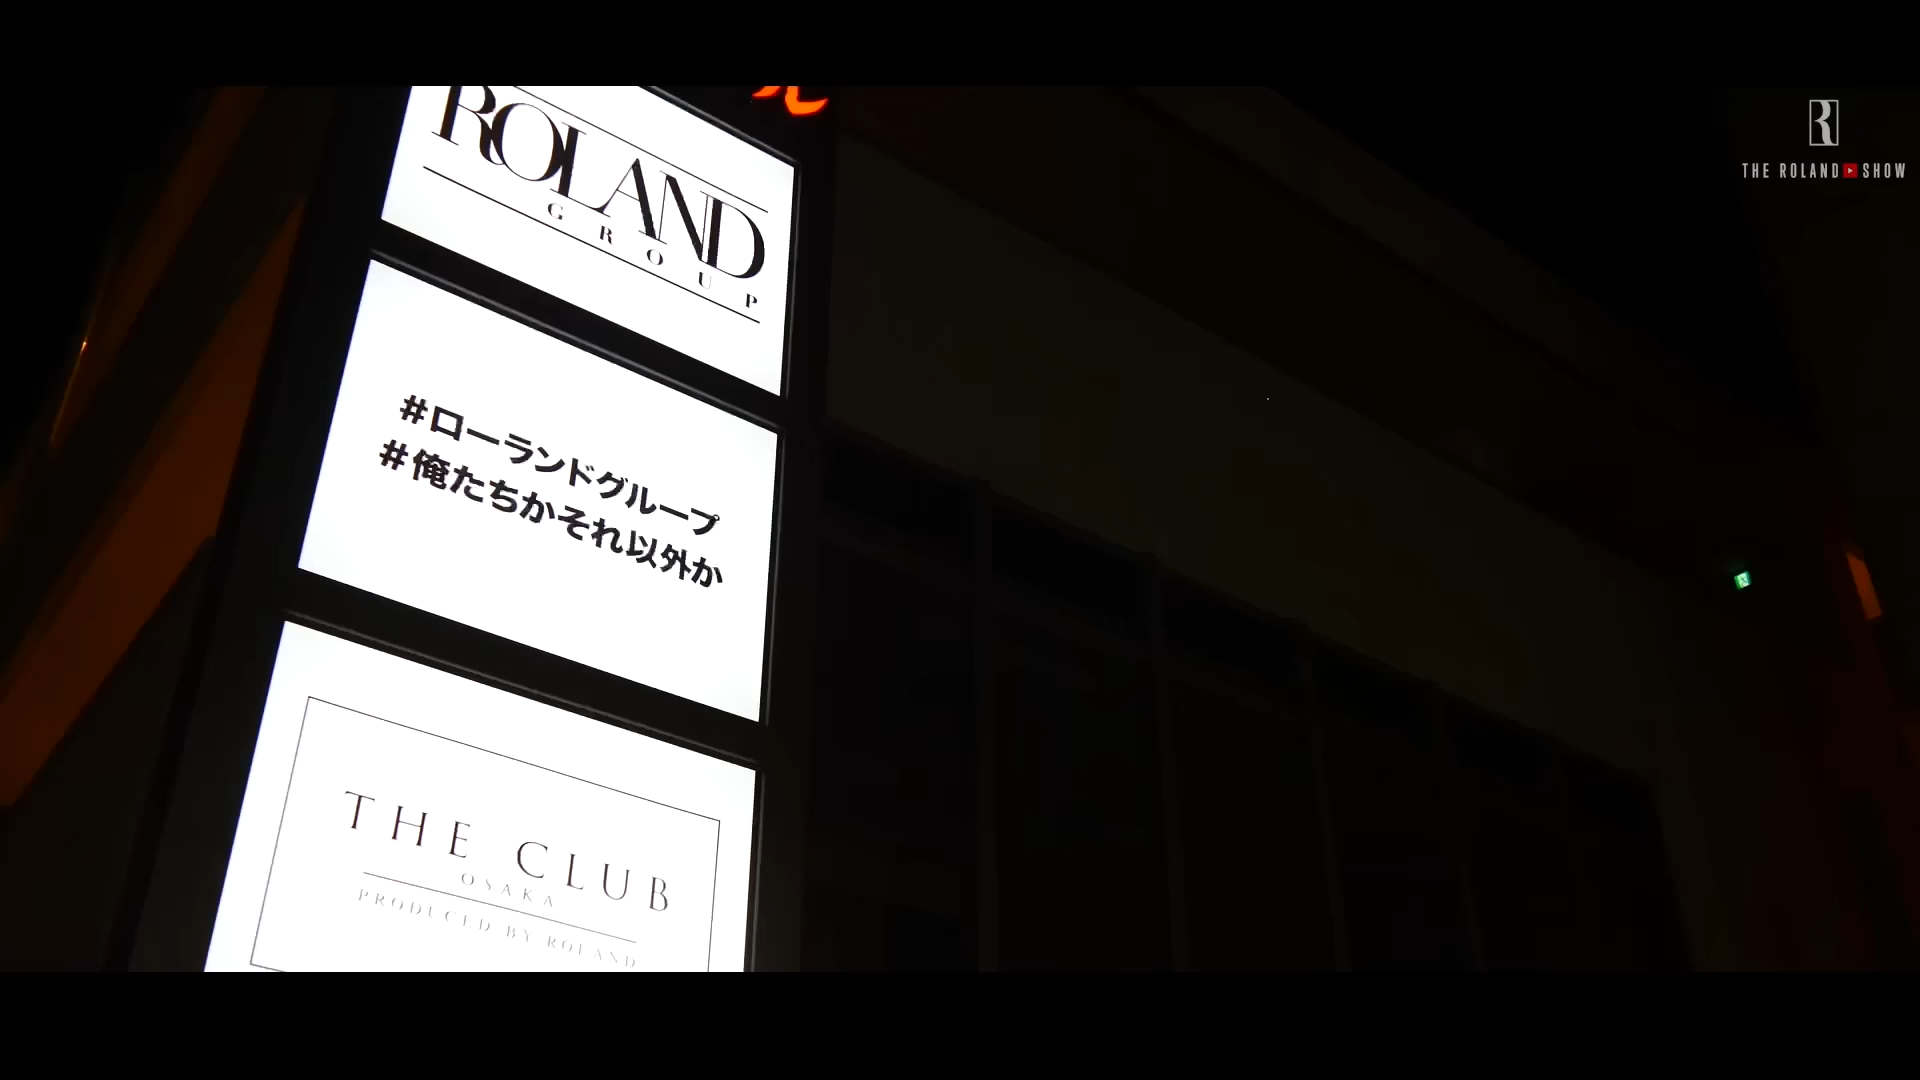 ROLAND
GROUP
#ローランドグループ
#俺たちかそれ以外か
THE CLUB
OSAKA
PRODUCED BY ROLAND
THE ROLAND SHOW